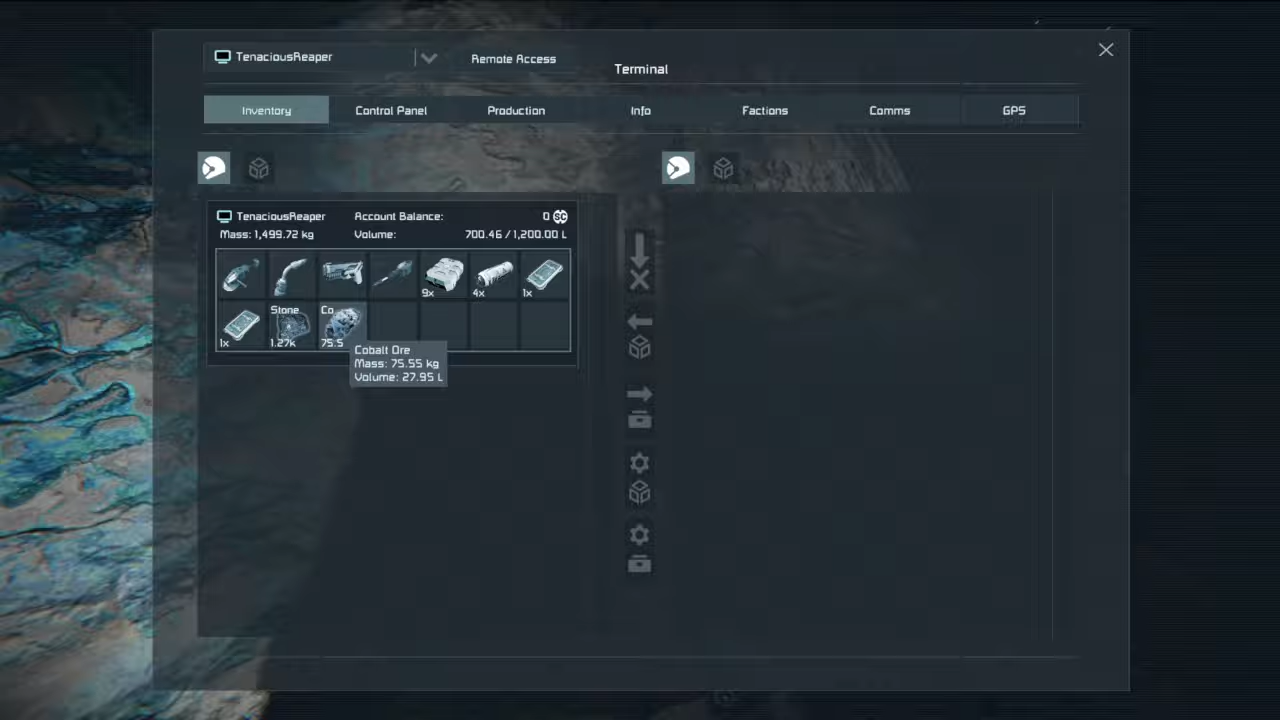 TenaciousReaper
Remote Access
Terminal
Inventory
Control Panel
Production
Info
Factions
Comms
GPS
TenaciousReaper
Account Balance:
0 SC
Mass: 1,499.72 kg
Volume:
700.46 / 1,200.00 L
9x
4x
1x
Stone
Co
1x
1.27k
75.5
Cobalt Ore
Mass: 75.55 kg
Volume: 27.95 L